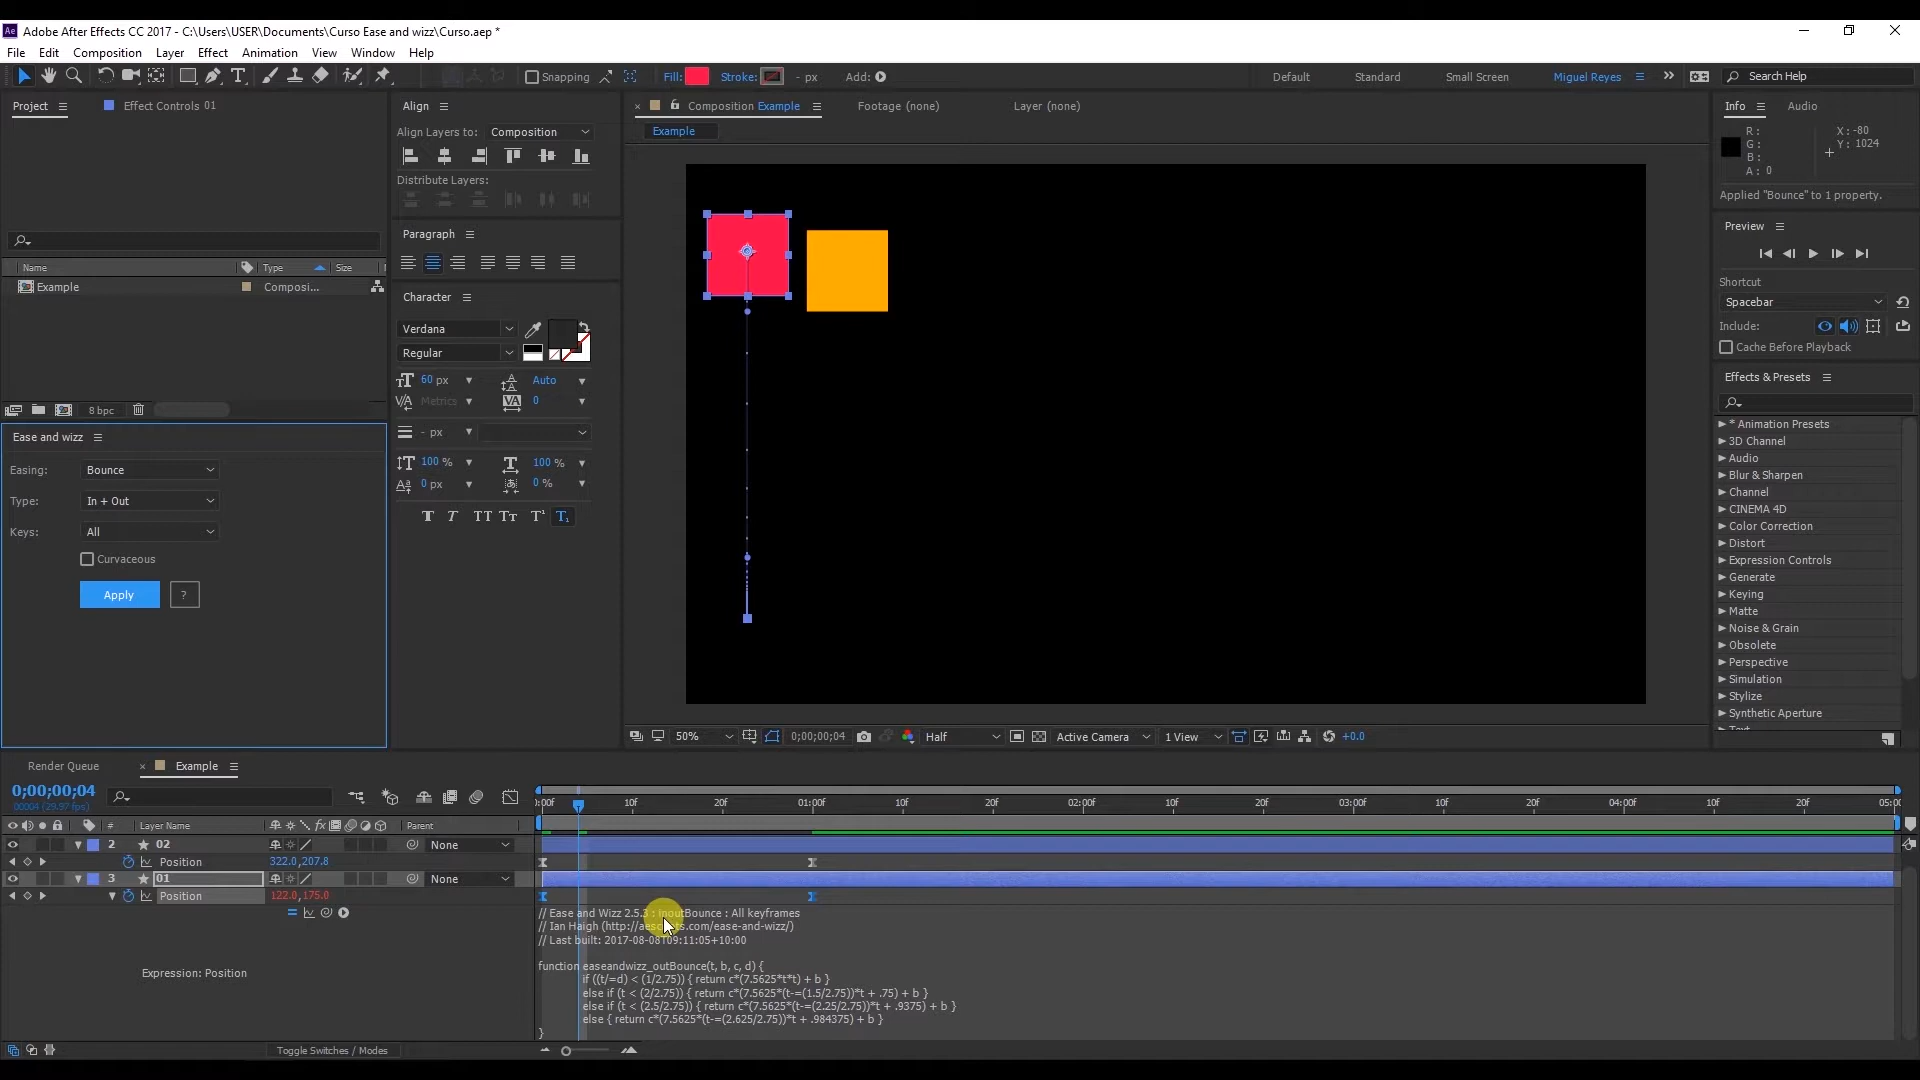 Adobe After Effects CC 2017 - C:\Users\USER\Documents\Curso Ease and wizz\Curso.aep *
File Edit Composition Layer Effect Animation View Window Help
Snapping Fill: Stroke: - px Add: Default Standard Small Screen Miguel Reyes Search Help
Project Effect Controls 01
Align
Composition Example Footage (none) Layer (none)
Info Audio
Align Layers to: Composition
Example
R: G: B: A: 0
X: -80
Y: 1024
Distribute Layers:
Applied "Bounce" to 1 property.
Paragraph
Preview
Name Type Size
Example Composi...
Character
Shortcut
Spacebar
Include:
Cache Before Playback
Verdana
Regular
60 px Auto
Metrics 0
- px
100 % 100 %
0 px 0 %
Effects & Presets
8 bpc
Ease and wizz
Easing: Bounce
Type: In + Out
Keys: All
Curvaceous
Apply ?
* Animation Presets
3D Channel
Audio
Blur & Sharpen
Channel
CINEMA 4D
Color Correction
Distort
Expression Controls
Generate
Keying
Matte
Noise & Grain
Obsolete
Perspective
Simulation
Stylize
Synthetic Aperture
50% 0;00;00;04 Half Active Camera 1 View +0.0
Render Queue Example
0;00;00;04
00004 (29.97 fps)
10f 20f 01:00f 10f 20f 02:00f 10f 20f 03:00f 10f 20f 04:00f 10f 20f
# Layer Name Parent
2 02 None
Position 322.0,207.8
3 01 None
Position 122.0,175.0
Expression: Position
// Ease and Wizz 2.5.3 : inoutBounce : All keyframes
// Ian Haigh (http://aescripts.com/ease-and-wizz/)
// Last built: 2017-08-08T09:11:05+10:00
function easeandwizz_outBounce(t, b, c, d) {
if ((t/=d) < (1/2.75)) { return c*(7.5625*t*t) + b }
else if (t < (2/2.75)) { return c*(7.5625*(t-=(1.5/2.75))*t + .75) + b }
else if (t < (2.5/2.75)) { return c*(7.5625*(t-=(2.25/2.75))*t + .9375) + b }
else { return c*(7.5625*(t-=(2.625/2.75))*t + .984375) + b }
}
Toggle Switches / Modes